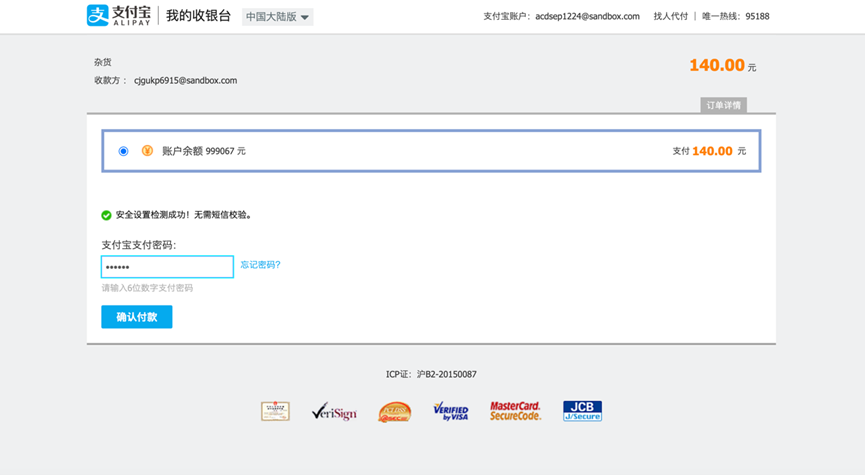 支付宝 ALIPAY 我的收银台 中国大陆版 支付宝账户：acdsep1224@sandbox.com 找人代付 | 唯一热线：95188
杂货
140.00 元
收款方： cjgukp6915@sandbox.com
订单详情
账户余额 999067 元 支付 140.00 元
安全设置检测成功！无需短信校验。
支付宝支付密码：
•••••• 忘记密码?
请输入6位数字支付密码
确认付款
ICP证：沪B2-20150087
VeriSign VERIFIED by VISA MasterCard. SecureCode. JCB J/Secure